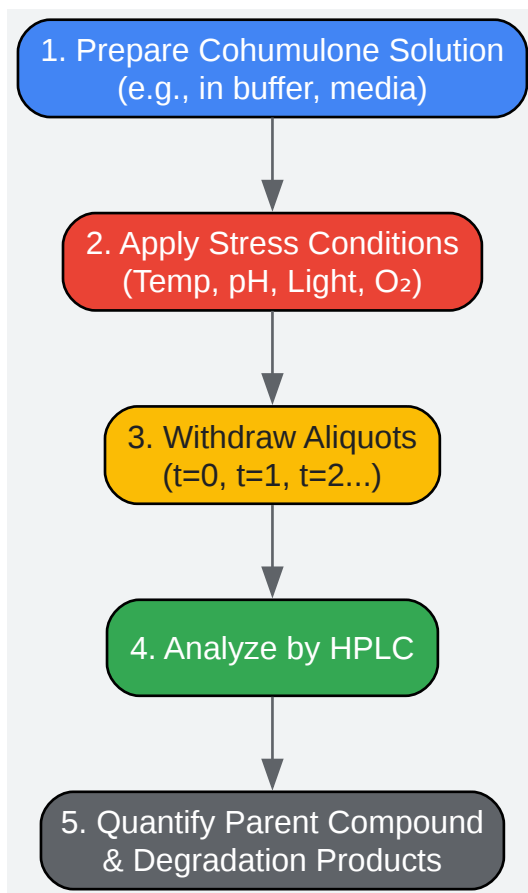 1. Prepare Cohumulone Solution
(e.g., in buffer, media)
2. Apply Stress Conditions
(Temp, pH, Light, O₂)
3. Withdraw Aliquots
(t=0, t=1, t=2...)
4. Analyze by HPLC
5. Quantify Parent Compound
& Degradation Products